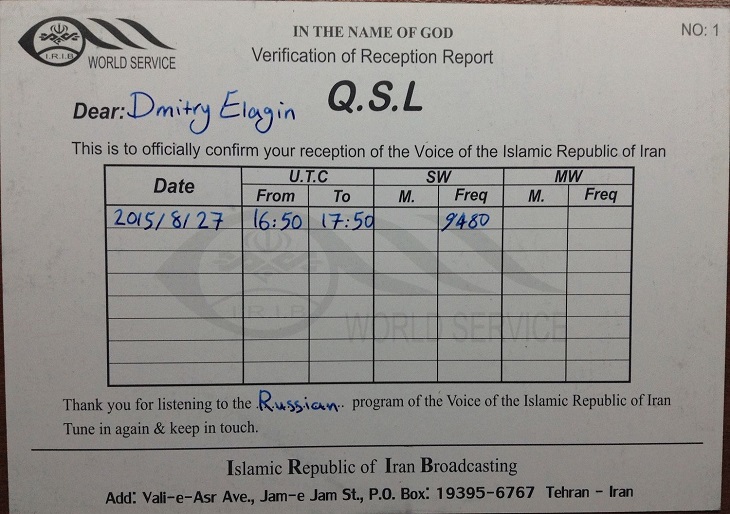 IN THE NAME OF GOD
NO: 1
I.R.I.B
WORLD SERVICE
Verification of Reception Report
Q.S.L
Dear: Dmitry Elagin
This is to officially confirm your reception of the Voice of the Islamic Republic of Iran
Date U.T.C SW MW
From To M. Freq M. Freq
2015/8/27 16:50 17:50 9480
I.R.I.B
WORLD SERVICE
Thank you for listening to the .Russian.. program of the Voice of the Islamic Republic of Iran
Tune in again & keep in touch.
Islamic Republic of Iran Broadcasting
Add: Vali-e-Asr Ave., Jam-e Jam St., P.O. Box: 19395-6767 Tehran - Iran